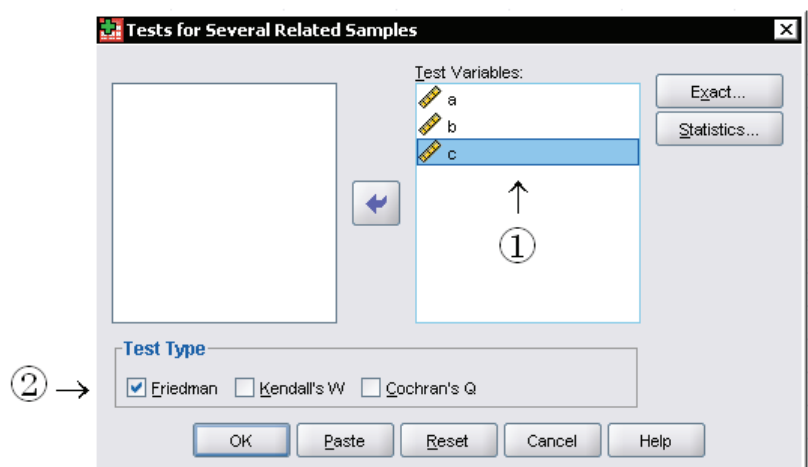 Tests for Several Related Samples
Test Variables:
a
b
c
Exact...
Statistics...
①
Test Type
②
Friedman Kendall's W Cochran's Q
OK Paste Reset Cancel Help